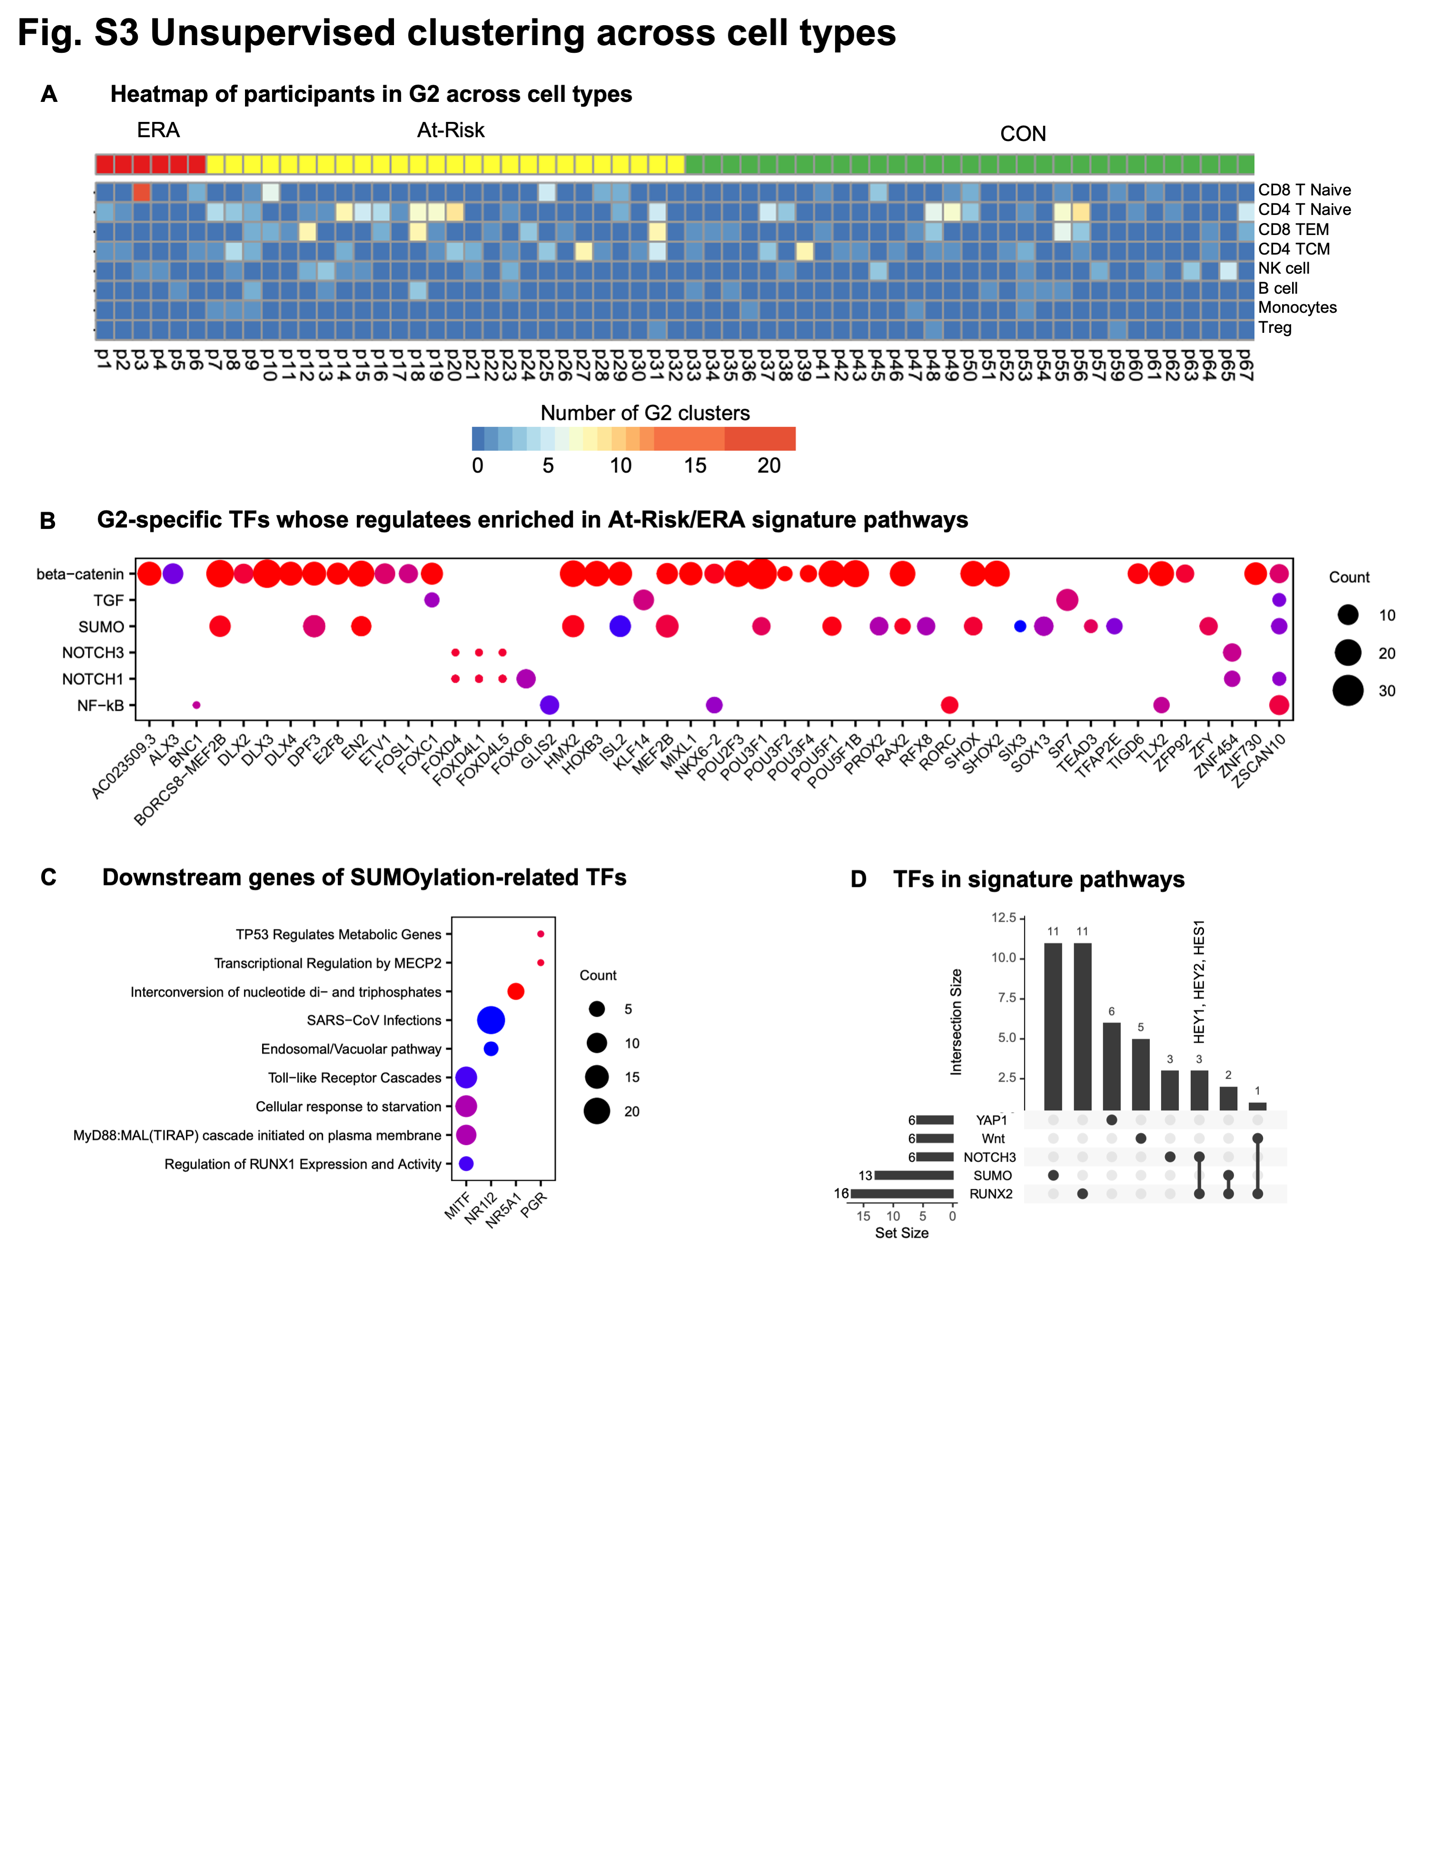 Fig. S3 Unsupervised clustering across cell types
A Heatmap of participants in G2 across cell types
ERA At-Risk CON
CD8 T Naive
CD4 T Naive
CD8 TEM
CD4 TCM
NK cell
B cell
Monocytes
Treg
p1 p2 p3 p4 p5 p6 p7 p8 p9 p10 p11 p12 p13 p14 p15 p16 p17 p18 p19 p20 p21 p22 p23 p24 p25 p26 p27 p28 p29 p30 p31 p32 p33 p34 p35 p36 p37 p38 p39 p41 p42 p43 p45 p46 p47 p48 p49 p50 p51 p52 p53 p54 p55 p56 p57 p59 p60 p61 p62 p63 p64 p65 p67
Number of G2 clusters
0 5 10 15 20
B G2-specific TFs whose regulatees enriched in At-Risk/ERA signature pathways
beta−catenin
TGF
SUMO
NOTCH3
NOTCH1
NF−kB
AC023509.3 ALX3 BNC1 BORCS8−MEF2B DLX2 DLX3 DLX4 DPF3 E2F8 EN2 ETV1 FOSL1 FOXC1 FOXD4 FOXD4L1 FOXD4L5 FOXO6 GLIS2 HMX2 HOXB3 ISL2 KLF14 MEF2B MIXL1 NKX6−2 POU2F3 POU3F1 POU3F2 POU3F4 POU5F1 POU5F1B PROX2 RAX2 RFX8 RORC SHOX SHOX2 SIX3 SOX13 SP7 TEAD3 TFAP2E TIGD6 TLX2 ZFP92 ZFY ZNF454 ZNF730 ZSCAN10
Count
10
20
30
C Downstream genes of SUMOylation-related TFs
TP53 Regulates Metabolic Genes
Transcriptional Regulation by MECP2
Interconversion of nucleotide di− and triphosphates
SARS−CoV Infections
Endosomal/Vacuolar pathway
Toll−like Receptor Cascades
Cellular response to starvation
MyD88:MAL(TIRAP) cascade initiated on plasma membrane
Regulation of RUNX1 Expression and Activity
MITF NR1I2 NR5A1 PGR
Count
5
10
15
20
D TFs in signature pathways
Intersection Size
12.5
10.0
7.5
5.0
2.5
11 11 6 5 3 3 2 1
HEY1, HEY2, HES1
6 YAP1
6 Wnt
6 NOTCH3
13 SUMO
16 RUNX2
15 10 5 0
Set Size